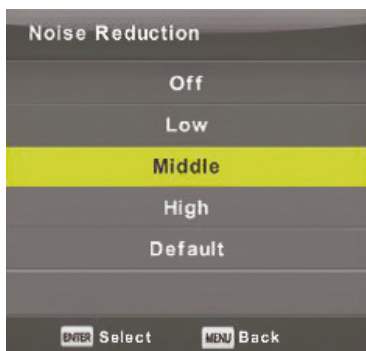 Noise Reduction
Off
Low
Middle
High
Default
ENTER Select MENU Back